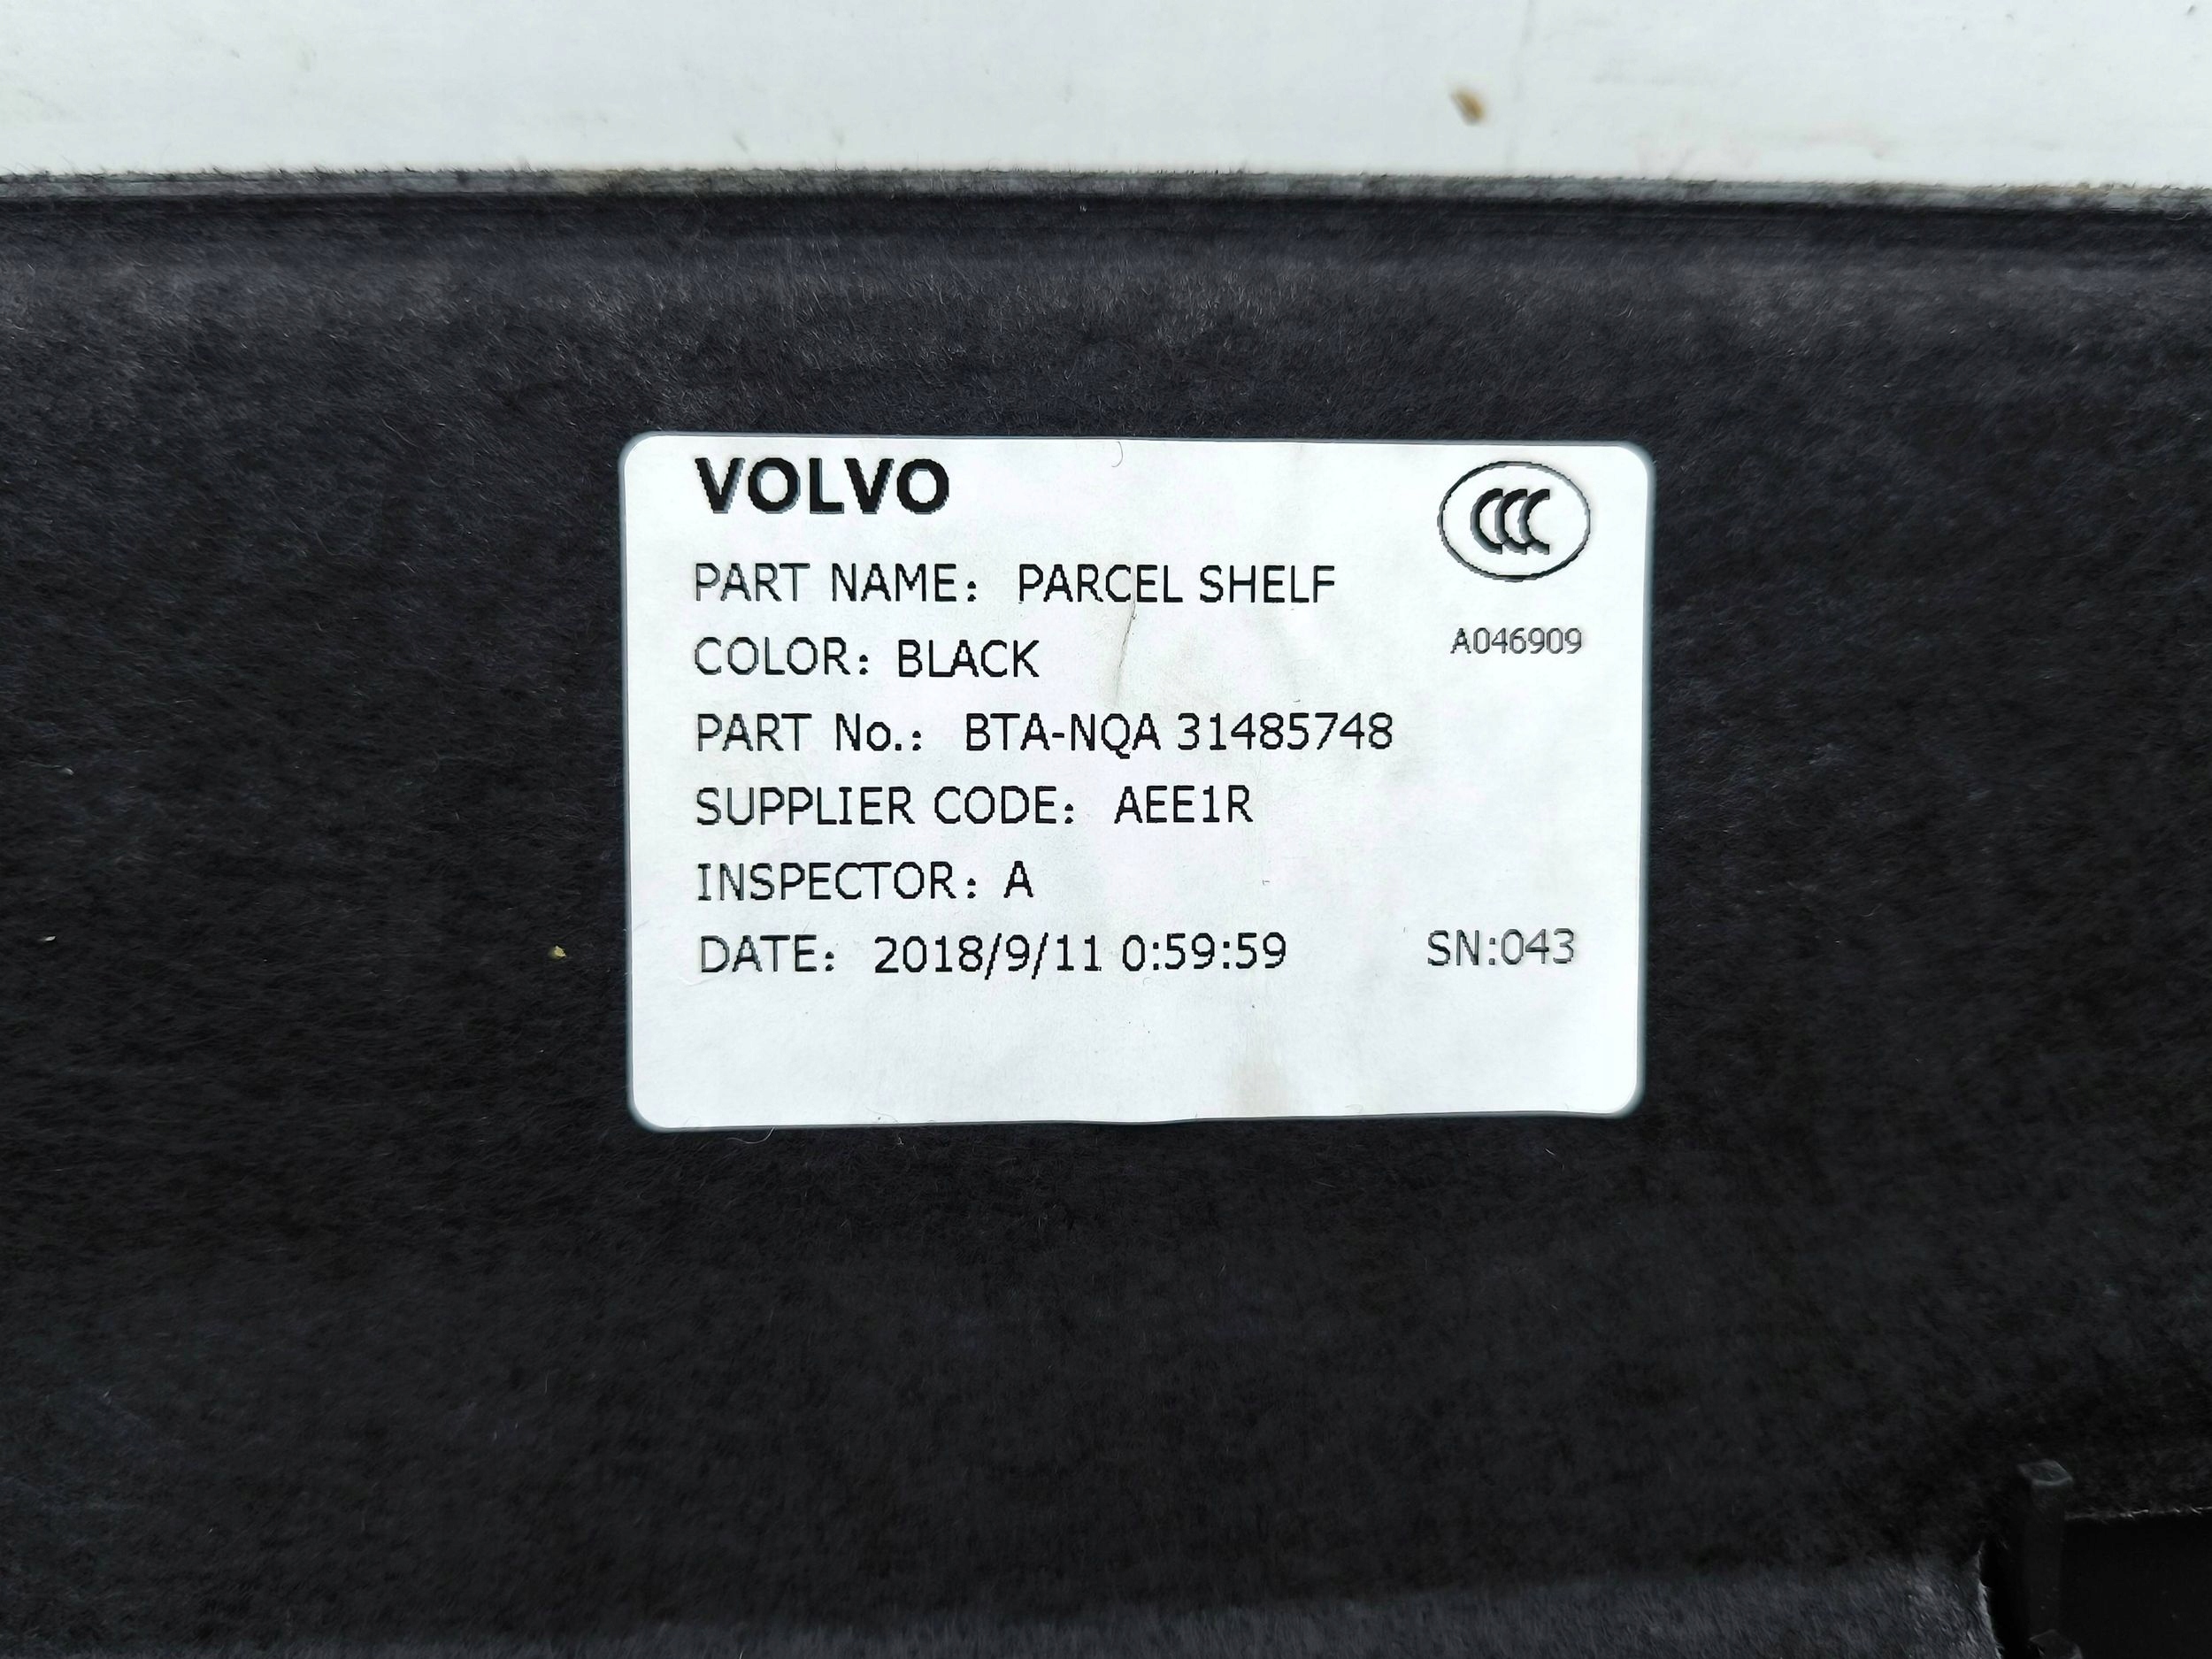 VOLVO
CCC
PART NAME: PARCEL SHELF
A046909
COLOR: BLACK
PART No.: BTA-NQA 31485748
SUPPLIER CODE: AEE1R
INSPECTOR: A
DATE: 2018/9/11 0:59:59 SN:043